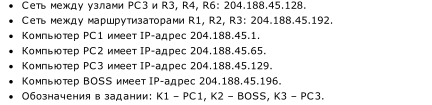 • Сеть между узлами PC3 и R3, R4, R6: 204.188.45.128.
• Сеть между маршрутизаторами R1, R2, R3: 204.188.45.192.
• Компьютер PC1 имеет IP-адрес 204.188.45.1.
• Компьютер PC2 имеет IP-адрес 204.188.45.65.
• Компьютер PC3 имеет IP-адрес 204.188.45.129.
• Компьютер BOSS имеет IP-адрес 204.188.45.196.
• Обозначения в задании: K1 – PC1, K2 – BOSS, K3 – PC3.